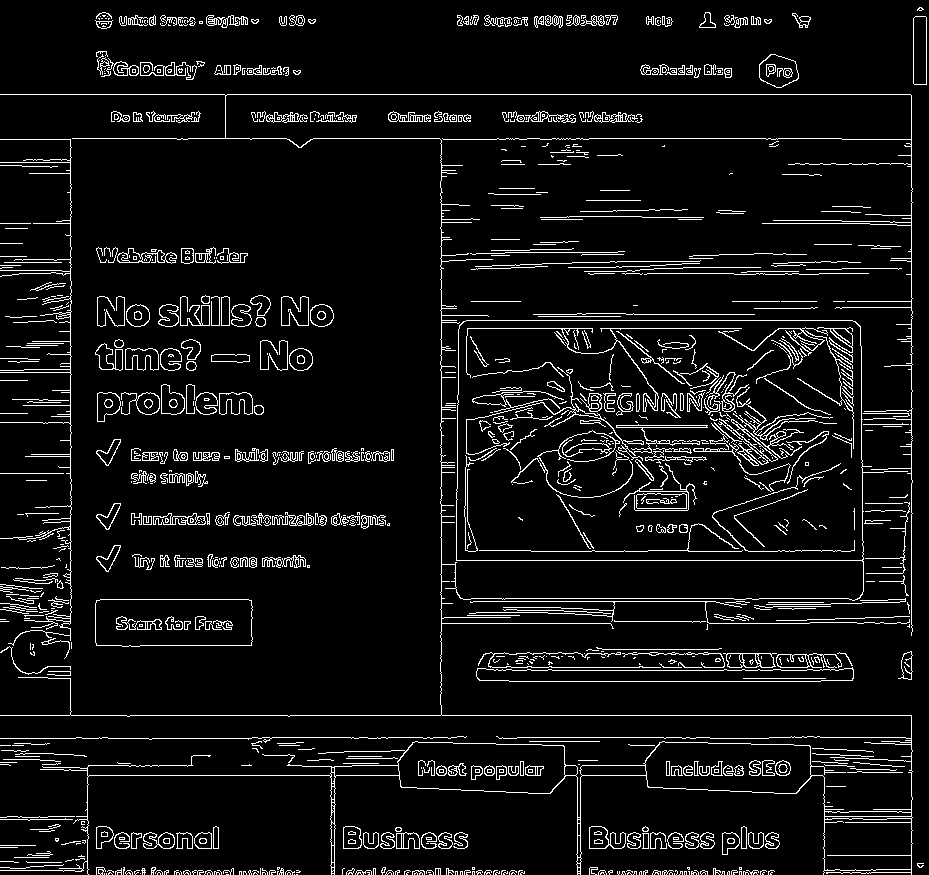 United States - English USD 24/7 Support (480) 505-8877 Help Sign In
GoDaddy™ All Products GoDaddy Blog Pro
Do It Yourself Website Builder Online Store WordPress Websites
Website Builder
No skills? No
time? — No
problem.
BEGINNINGS
Easy to use - build your professional
site simply.
Hundreds! of customizable designs.
Try it free for one month.
Start for Free
Most popular Includes SEO
Personal Business Business plus
Perfect for personal websites Ideal for small businesses For your growing business